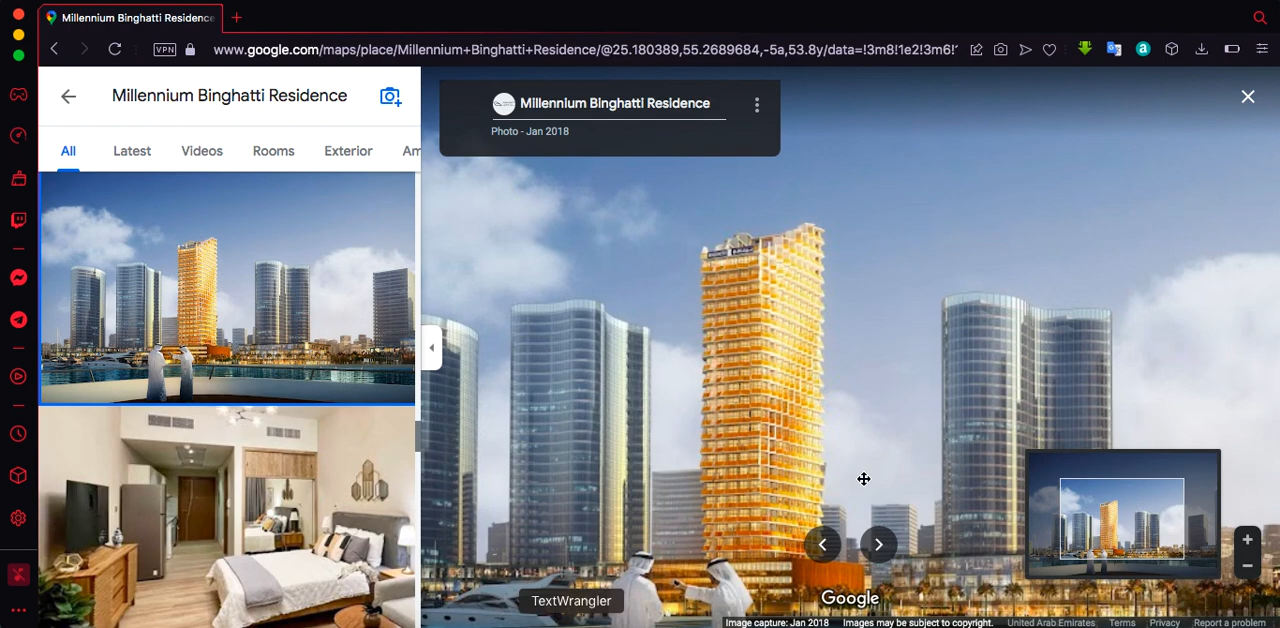 Millennium Binghatti Residence
VPN
www.google.com/maps/place/Millennium+Binghatti+Residence/@25.180389,55.2699684,-5a,53.8y/data=!3m8!1e2!3m6!
a
Millennium Binghatti Residence
All
Latest
Videos
Rooms
Exterior
Am
Millennium Binghatti Residence
Photo - Jan 2018
TextWrangler
Google
Image capture: Jan 2018
Images may be subject to copyright.
United Arab Emirates
Terms
Privacy
Report a problem